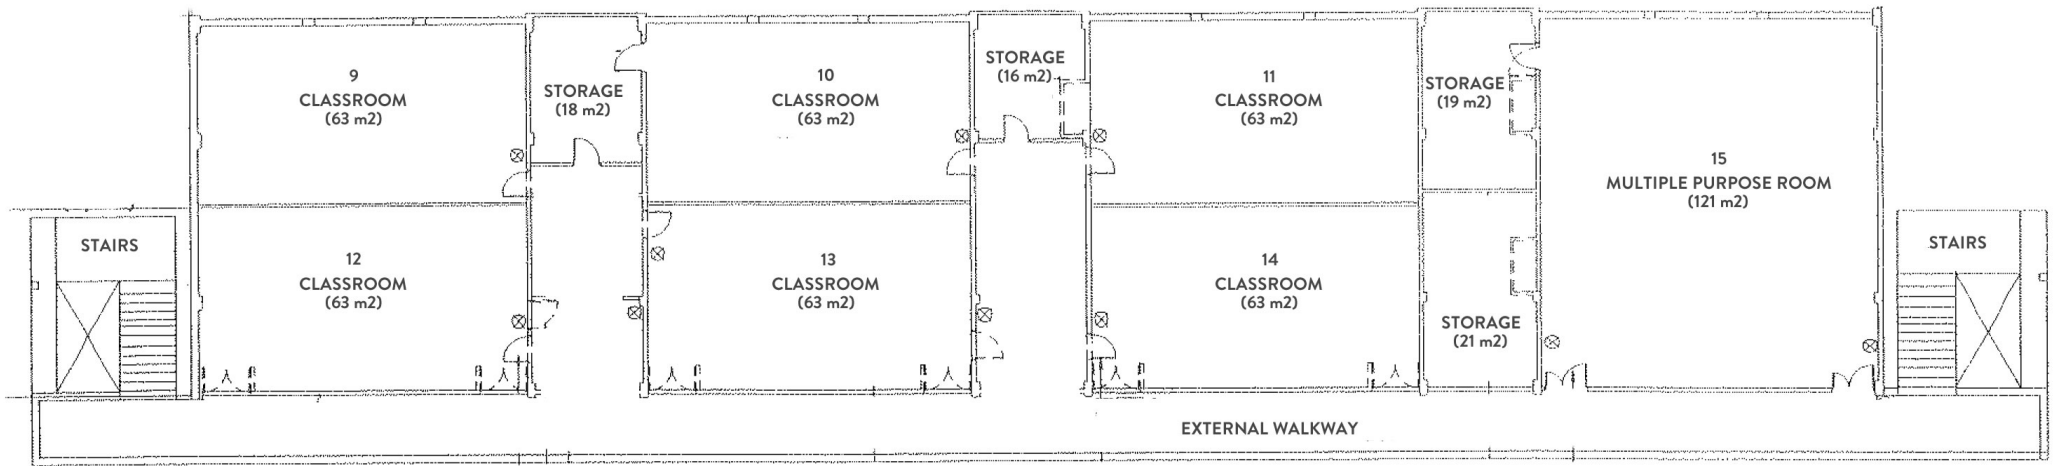 9
CLASSROOM
(63 m2)
STORAGE
(18 m2)
10
CLASSROOM
(63 m2)
STORAGE
(16 m2)
11
CLASSROOM
(63 m2)
STORAGE
(19 m2)
15
MULTIPLE PURPOSE ROOM
(121 m2)
STAIRS
12
CLASSROOM
(63 m2)
13
CLASSROOM
(63 m2)
14
CLASSROOM
(63 m2)
STORAGE
(21 m2)
STAIRS
EXTERNAL WALKWAY